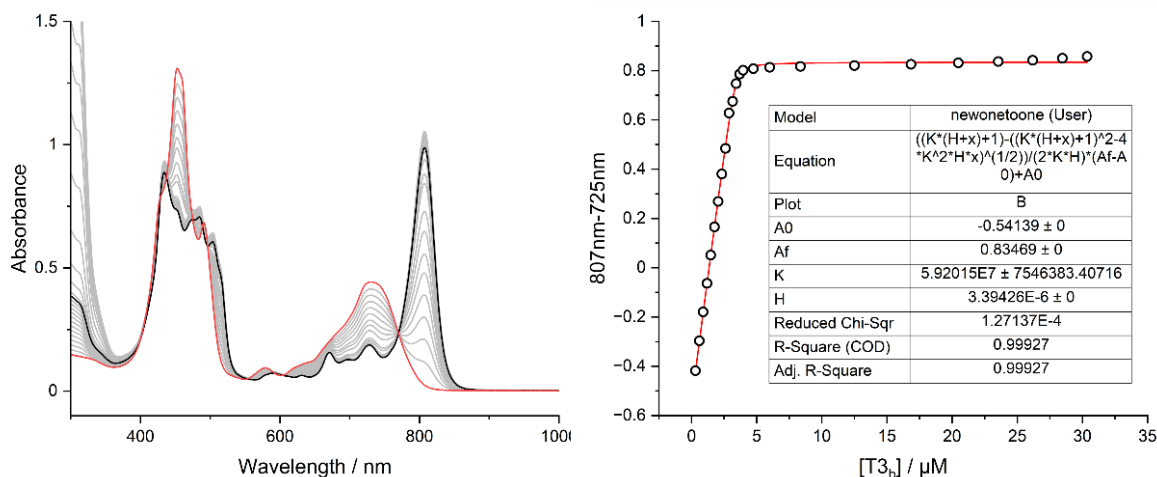 1.5
1
0.5
0
400
600
800
1000
Absorbance
Wavelength / nm
1
0.8
0.6
0.4
0.2
0
−0.2
−0.4
−0.6
0
5
10
15
20
25
30
35
807nm-725nm
[T3b] / μM
Model newonetoone (User)
Equation ((K*(H+x)+1)-((K*(H+x)+1)^2-4
*K^2*H*x)^(1/2))/(2*K*H)*(Af-A
0)+A0
Plot B
A0 -0.54139 ± 0
Af 0.83469 ± 0
K 5.92015E7 ± 7546383.40716
H 3.39426E-6 ± 0
Reduced Chi-Sqr 1.27137E-4
R-Square (COD) 0.99927
Adj. R-Square 0.99927